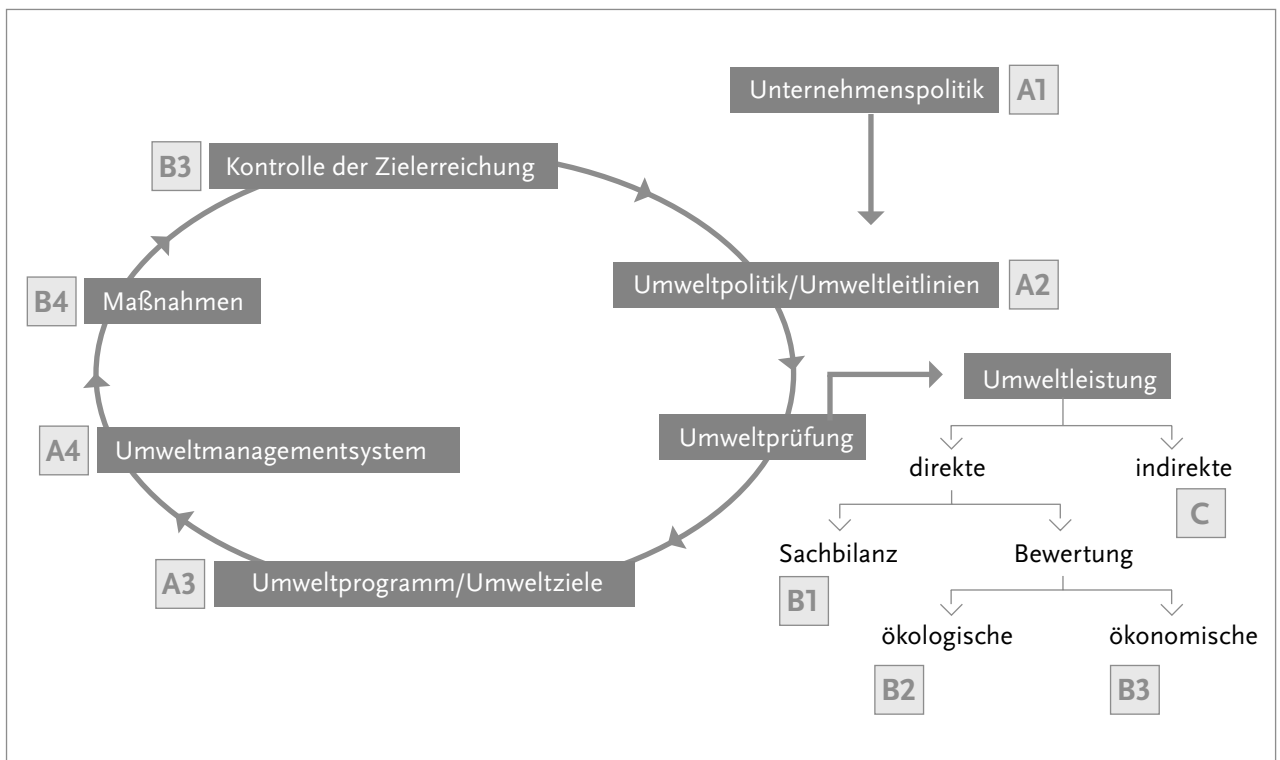 Unternehmenspolitik A1
B3 Kontrolle der Zielerreichung
B4 Maßnahmen
Umweltpolitik/Umweltleitlinien A2
Umweltleistung
A4 Umweltmanagementsystem
Umweltprüfung
direkte indirekte
C
Sachbilanz Bewertung
A3 Umweltprogramm/Umweltziele
B1
ökologische ökonomische
B2 B3